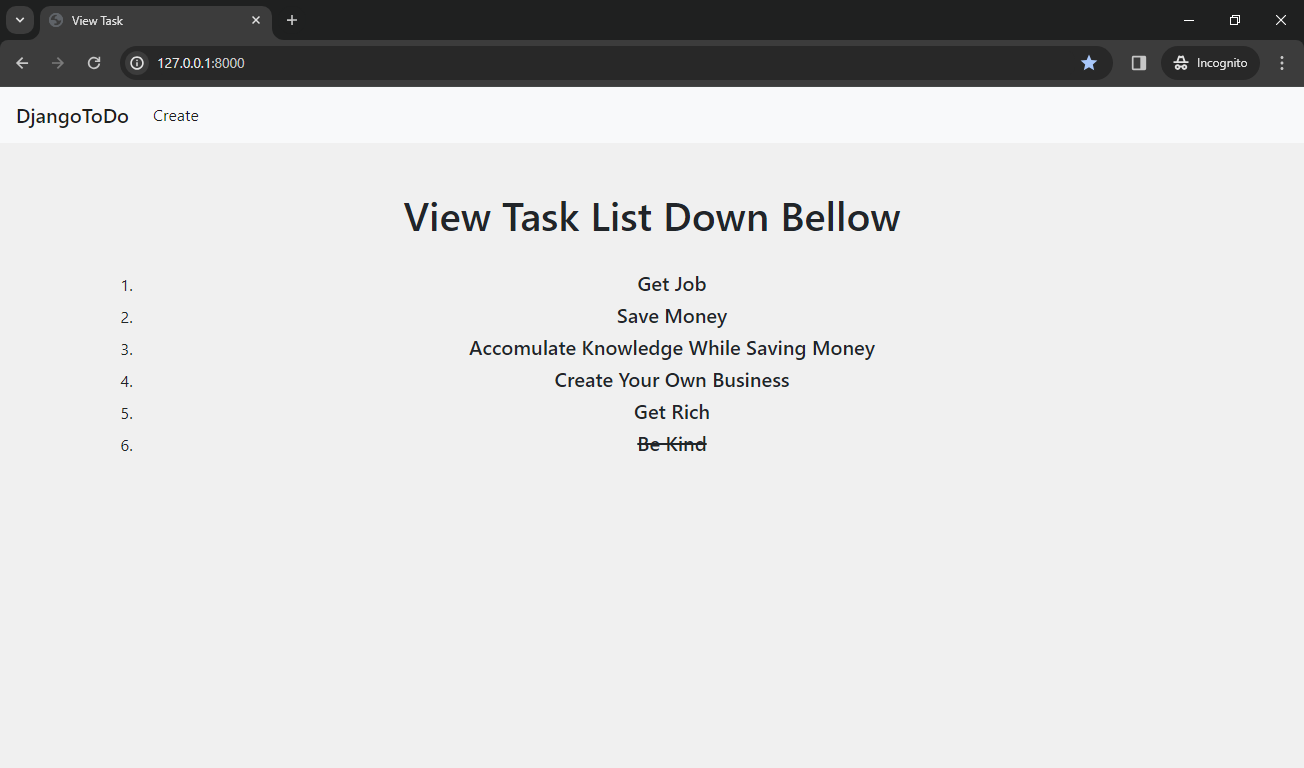 View Task
127.0.0.1:8000
Incognito
DjangoToDo Create
View Task List Down Bellow
1. Get Job
2. Save Money
3. Accomulate Knowledge While Saving Money
4. Create Your Own Business
5. Get Rich
6. Be Kind